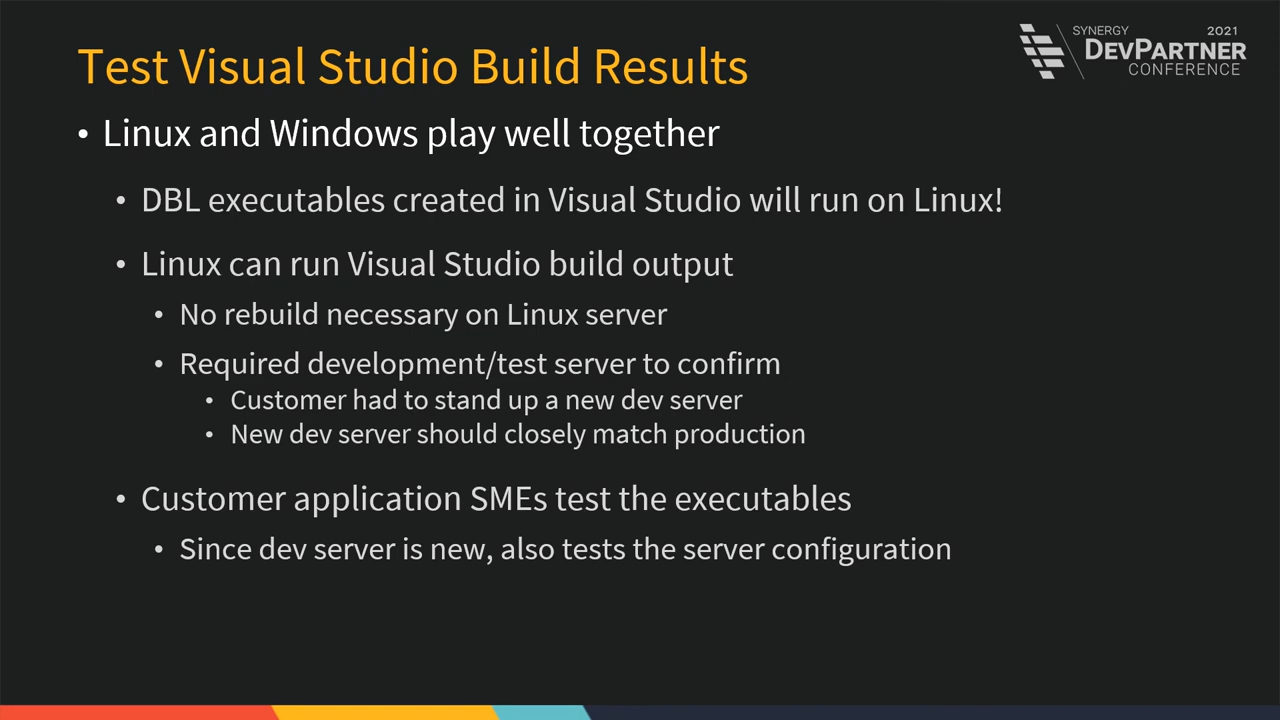 Test Visual Studio Build Results
SYNERGY 2021
DEVPARTNER
CONFERENCE
• Linux and Windows play well together
• DBL executables created in Visual Studio will run on Linux!
• Linux can run Visual Studio build output
• No rebuild necessary on Linux server
• Required development/test server to confirm
• Customer had to stand up a new dev server
• New dev server should closely match production
• Customer application SMEs test the executables
• Since dev server is new, also tests the server configuration